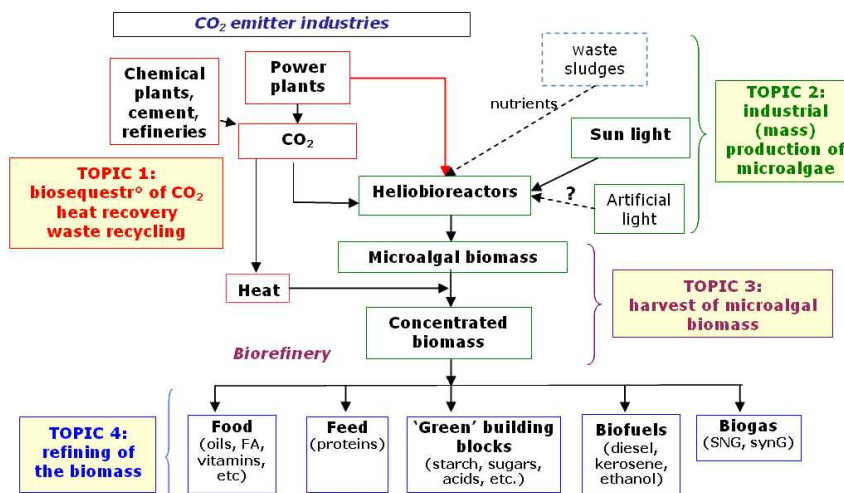 CO₂ emitter industries
Chemical
plants,
cement,
refineries
Power
plants
waste
sludges
nutrients
TOPIC 2:
industrial
(mass)
production of
microalgae
CO₂
Sun light
TOPIC 1:
biosequestr° of CO₂
heat recovery
waste recycling
Heliobioreactors
?
Artificial
light
Microalgal biomass
Heat
TOPIC 3:
harvest of microalgal
biomass
Concentrated
biomass
Biorefinery
TOPIC 4:
refining of
the biomass
Food
(oils, FA,
vitamins,
etc)
Feed
(proteins)
'Green' building
blocks
(starch, sugars,
acids, etc.)
Biofuels
(diesel,
kerosene,
ethanol)
Biogas
(SNG, synG)